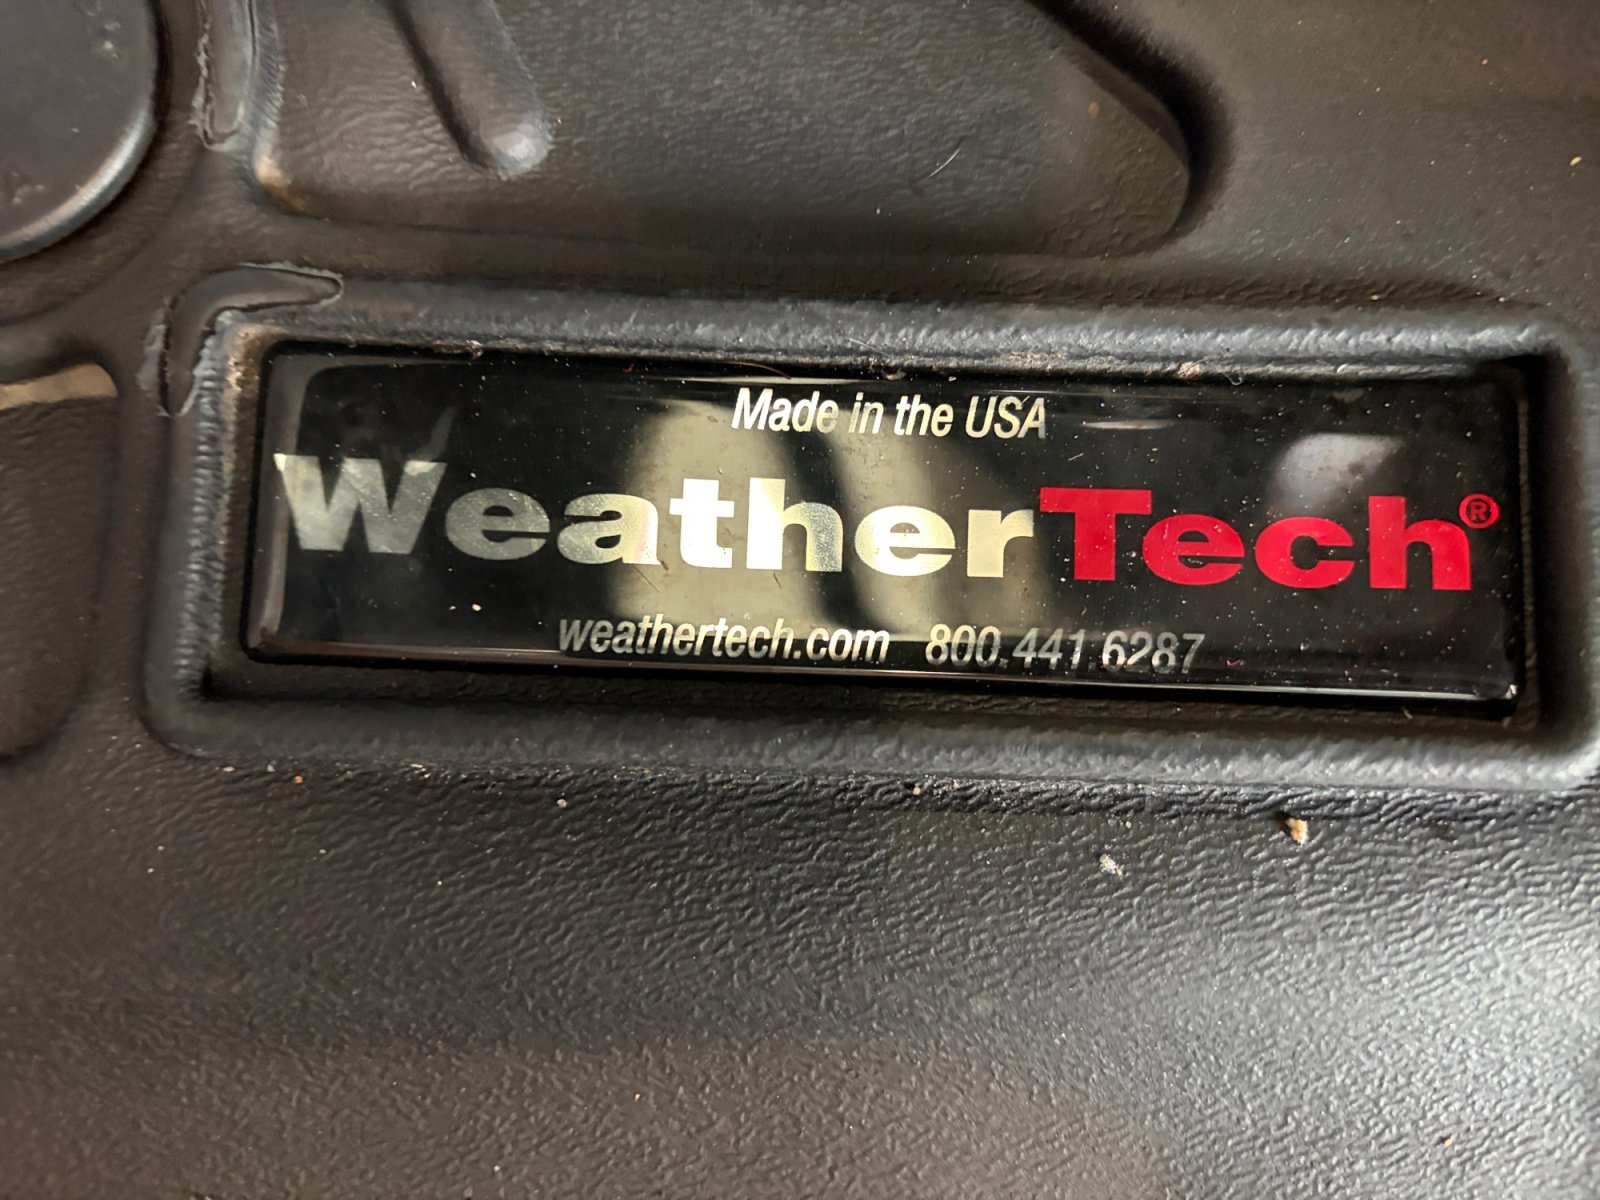 Made in the USA
WeatherTech®
weathertech.com 800.441.6287